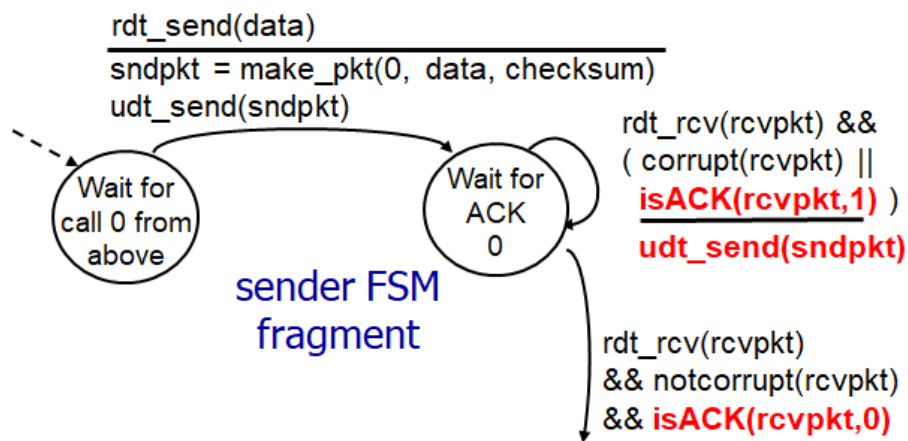 rdt_send(data)
sndpkt = make_pkt(0, data, checksum)
udt_send(sndpkt)
Wait for
call 0 from
above
Wait for
ACK
0
rdt_rcv(rcvpkt) &&
( corrupt(rcvpkt) ||
isACK(rcvpkt,1) )
udt_send(sndpkt)
sender FSM
fragment
rdt_rcv(rcvpkt)
&& notcorrupt(rcvpkt)
&& isACK(rcvpkt,0)